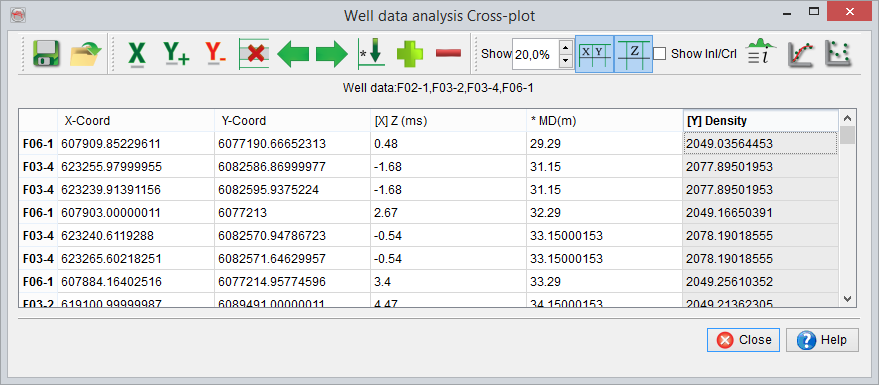 Well data analysis Cross-plot
X Y+ Y- Show 20,0% X Y Z Show Inl/Crl
Well data:F02-1,F03-2,F03-4,F06-1
X-Coord Y-Coord [X] Z (ms) * MD(m) [Y] Density
F06-1 607909.85229611 6077190.66652313 0.48 29.29 2049.03564453
F03-4 623255.97999955 6082586.86999977 -1.68 31.15 2077.89501953
F03-4 623239.91391156 6082595.9375224 -1.68 31.15 2077.89501953
F06-1 607903.00000011 6077213 2.67 32.29 2049.16650391
F03-4 623240.6119288 6082570.94786723 -0.54 33.15000153 2078.19018555
F03-4 623265.60218251 6082571.64629957 -0.54 33.15000153 2078.19018555
F06-1 607884.16402516 6077214.95774596 3.4 33.29 2049.25610352
F03-2 619100.99999987 6089491.00000011 4.47 34.15000153 2049.21362305
Close Help